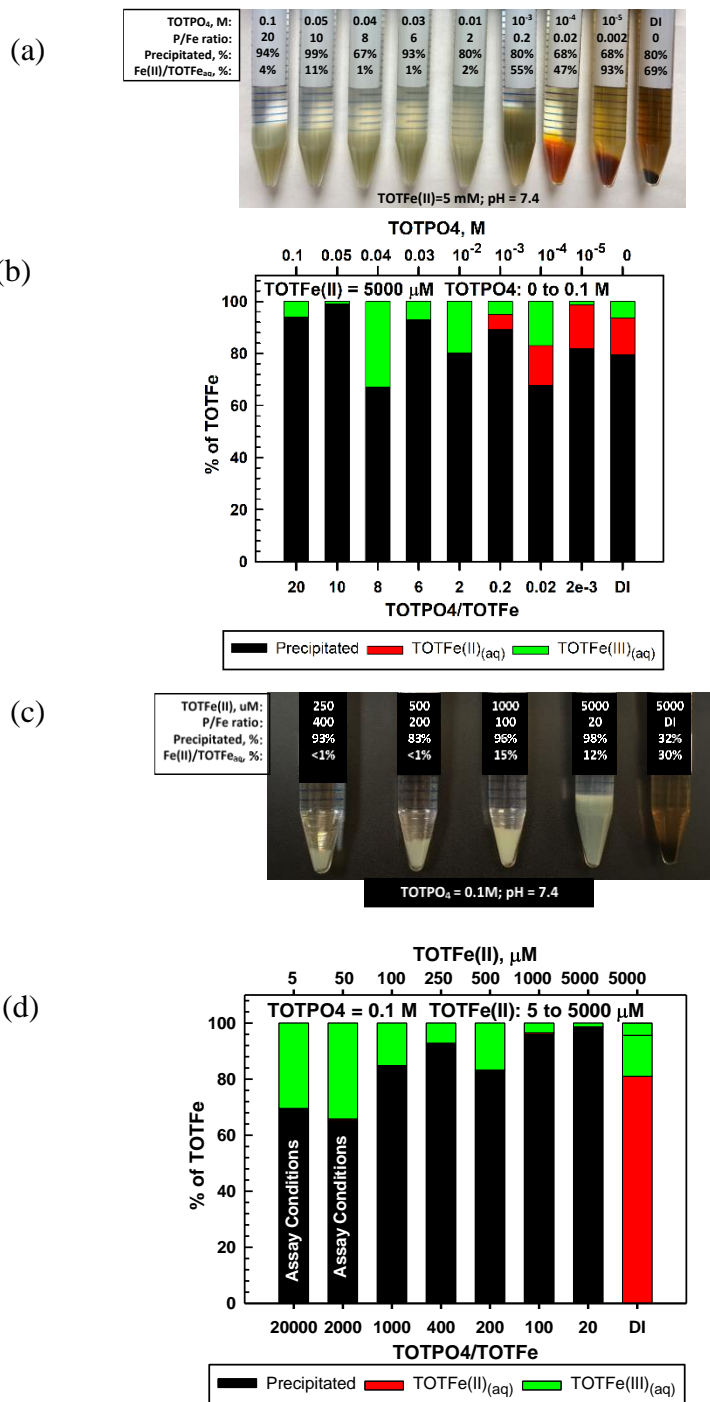 (a)
TOTPO₄, M: 0.1 0.05 0.04 0.03 0.01 10⁻³ 10⁻⁴ 10⁻⁵ DI
P/Fe ratio: 20 10 8 6 2 0.2 0.02 0.002 0
Precipitated, %: 94% 99% 67% 93% 80% 80% 68% 68% 80%
Fe(II)/TOTFeaq, %: 4% 11% 1% 1% 2% 55% 47% 93% 69%
TOTFe(II)=5 mM; pH = 7.4
(b)
TOTPO4, M
0.1 0.05 0.04 0.03 10⁻² 10⁻³ 10⁻⁴ 10⁻⁵ 0
TOTFe(II) = 5000 μM TOTPO4: 0 to 0.1 M
100
80
60
40
20
0
% of TOTFe
20 10 8 6 2 0.2 0.02 2e-3 DI
TOTPO4/TOTFe
Precipitated TOTFe(II)(aq) TOTFe(III)(aq)
(c)
TOTFe(II), uM: 250 500 1000 5000 5000
P/Fe ratio: 400 200 100 20 DI
Precipitated, %: 93% 83% 96% 98% 32%
Fe(II)/TOTFeaq, %: <1% <1% 15% 12% 30%
TOTPO₄ = 0.1M; pH = 7.4
(d)
TOTFe(II), μM
5 50 100 250 500 1000 5000 5000
TOTPO4 = 0.1 M TOTFe(II): 5 to 5000 μM
100
80
60
40
20
0
% of TOTFe
Assay Conditions
Assay Conditions
20000 2000 1000 400 200 100 20 DI
TOTPO4/TOTFe
Precipitated TOTFe(II)(aq) TOTFe(III)(aq)